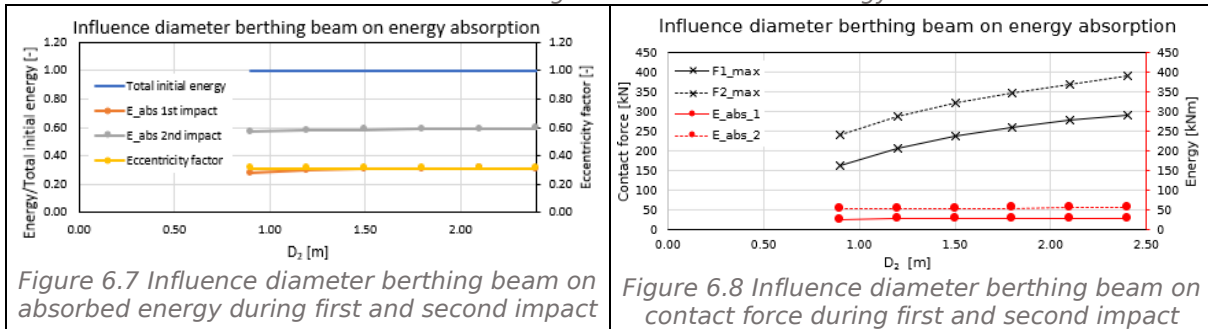 Influence diameter berthing beam on energy absorption
1.20
1.00
0.80
0.60
0.40
0.20
0.00
Energy/Total initial energy [-]
Total initial energy
E_abs 1st impact
E_abs 2nd impact
Eccentricity factor
1.20
1.00
0.80
0.60
0.40
0.20
0.00
Eccentricity factor [-]
0.00 0.50 1.00 1.50 2.00
D₂ [m]
Figure 6.7 Influence diameter berthing beam on
absorbed energy during first and second impact
Influence diameter berthing beam on energy absorption
450
400
350
300
250
200
150
100
50
0
Contact force [kN]
F1_max
F2_max
E_abs_1
E_abs_2
450
400
350
300
250
200
150
100
50
0
Energy [kNm]
0.00 0.50 1.00 1.50 2.00 2.50
D₂ [m]
Figure 6.8 Influence diameter berthing beam on
contact force during first and second impact